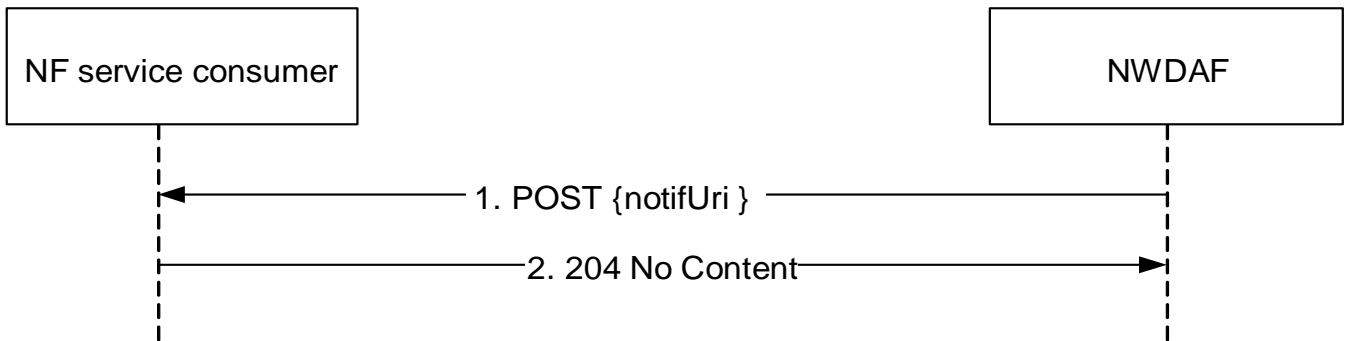 NF service consumer
NWDAF
1. POST {notifUri }
2. 204 No Content